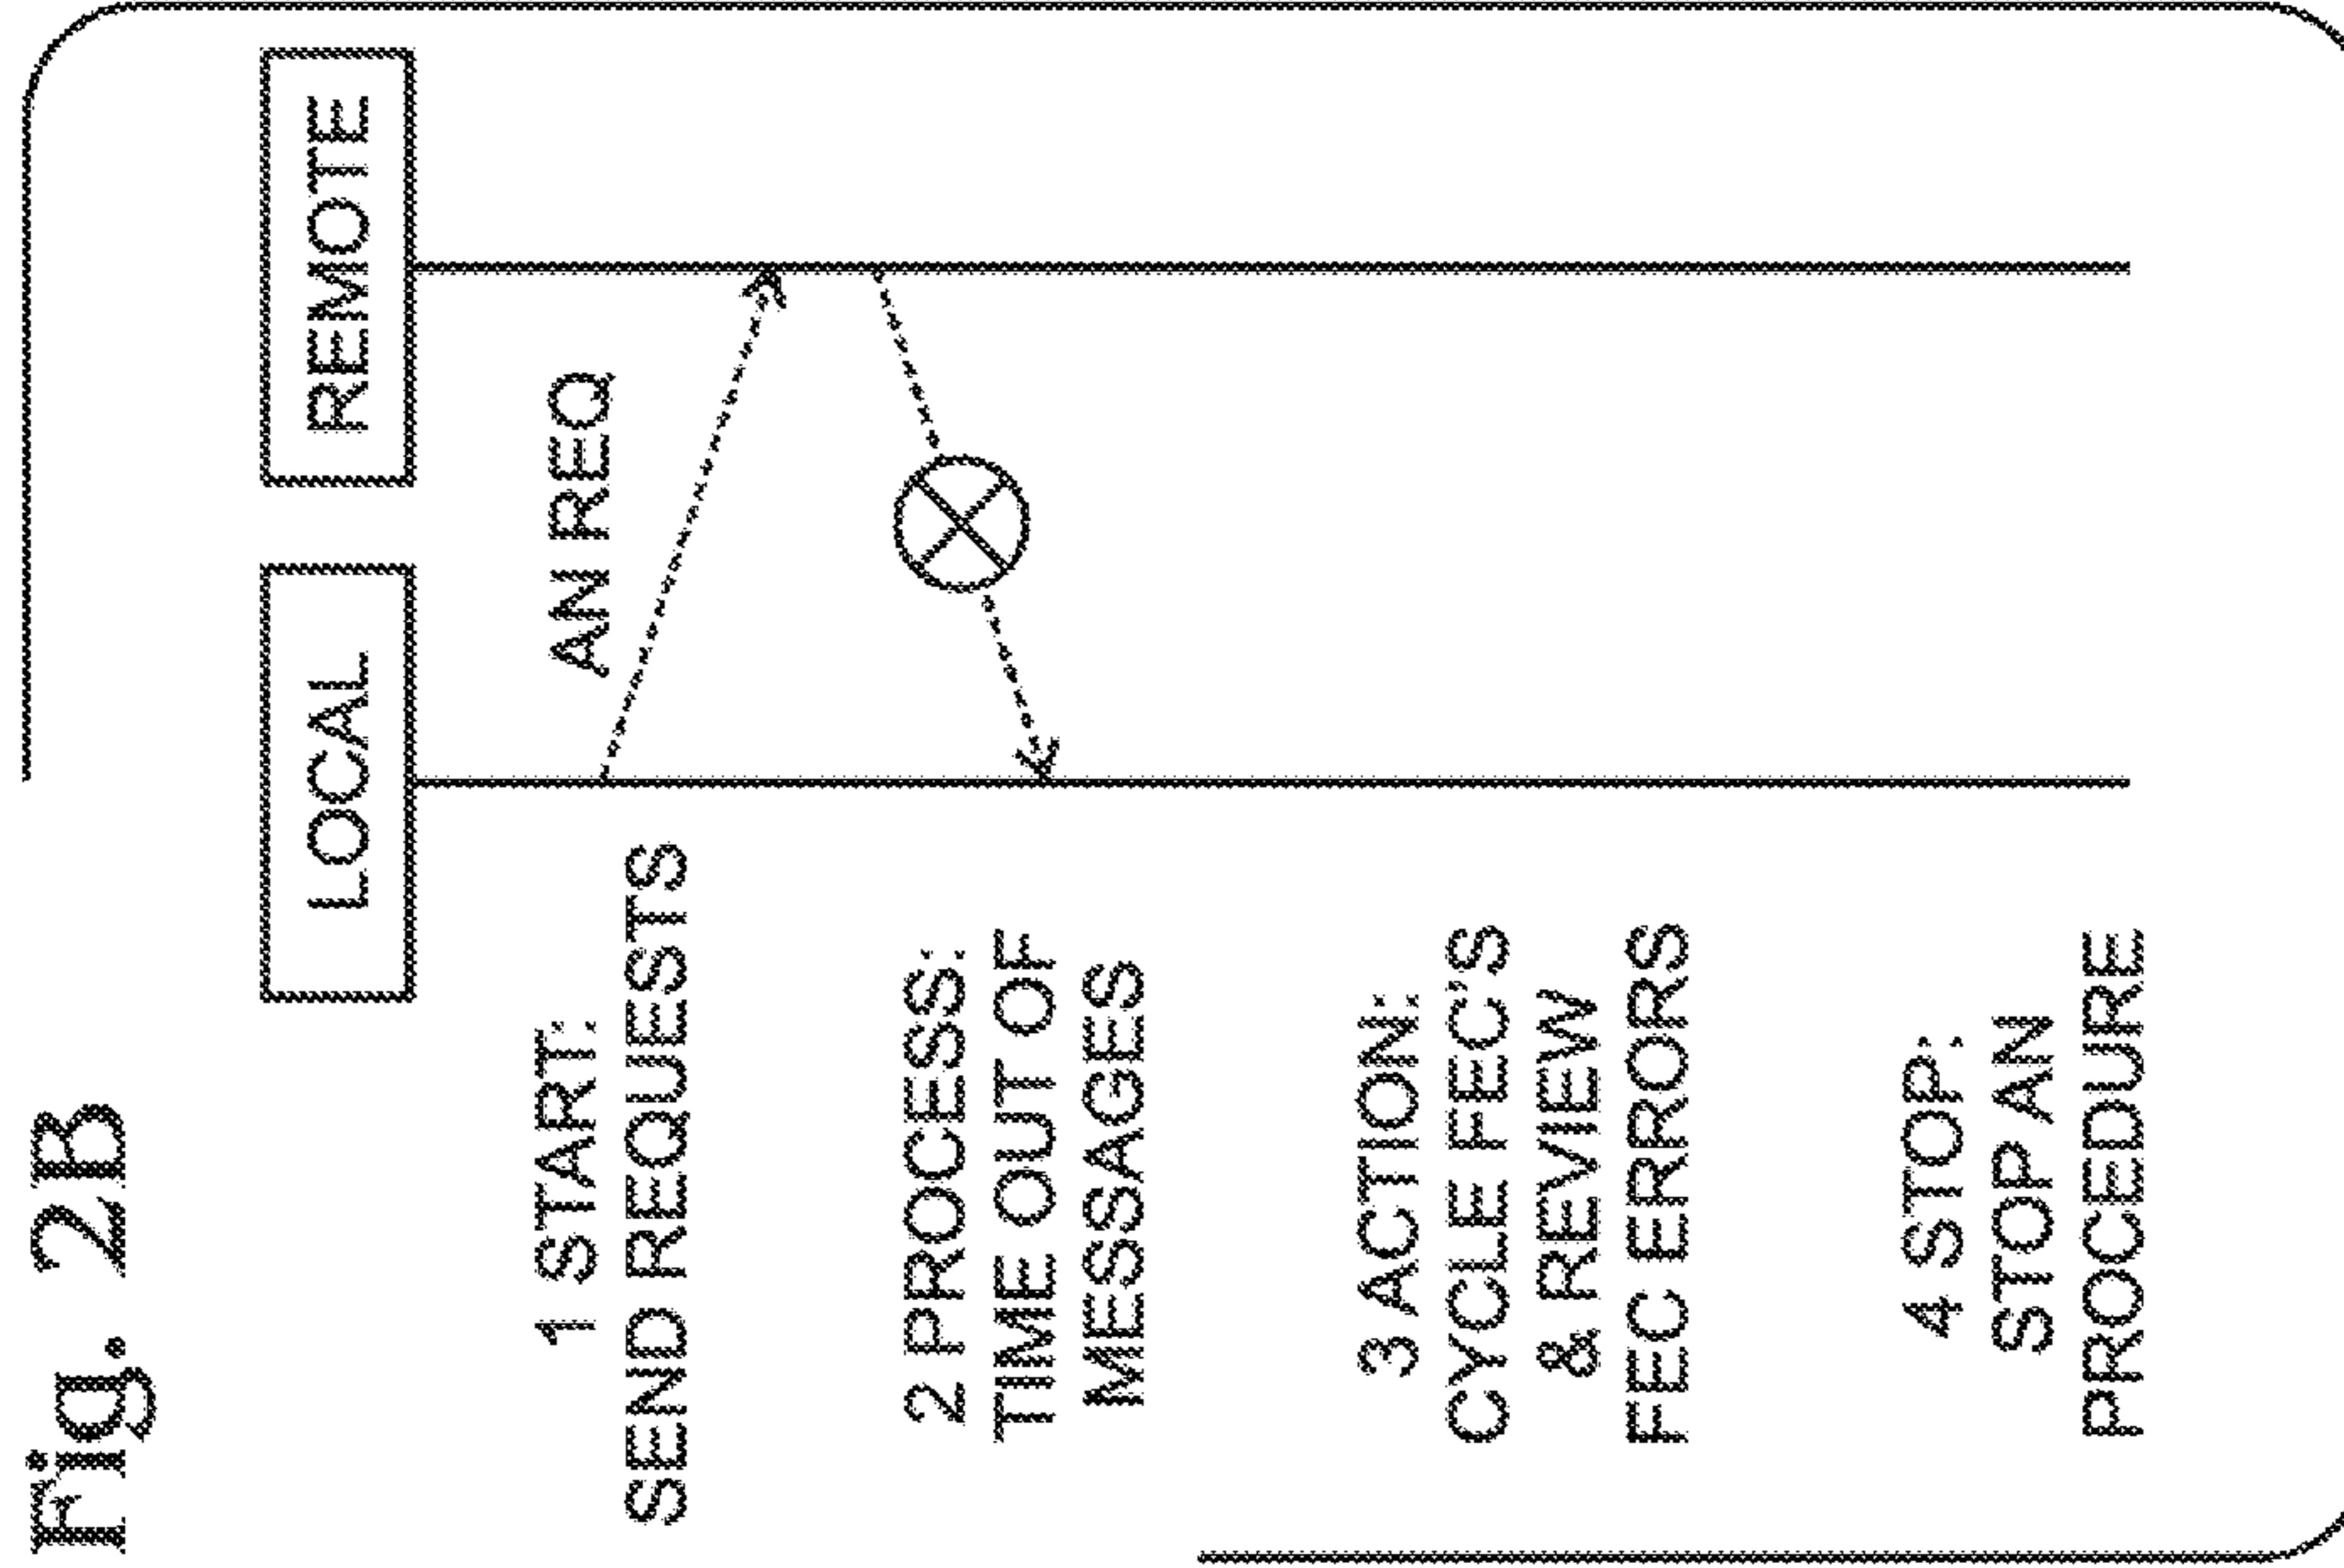 Fig. 2B
LOCAL
REMOTE
1 START:
SEND REQUESTS
AN REQ
2 PROCESS:
TIME OUT OF
MESSAGES
3 ACTION:
CYCLE FEC'S
& REVIEW
FEC ERRORS
4 STOP:
STOP AN
PROCEDURE